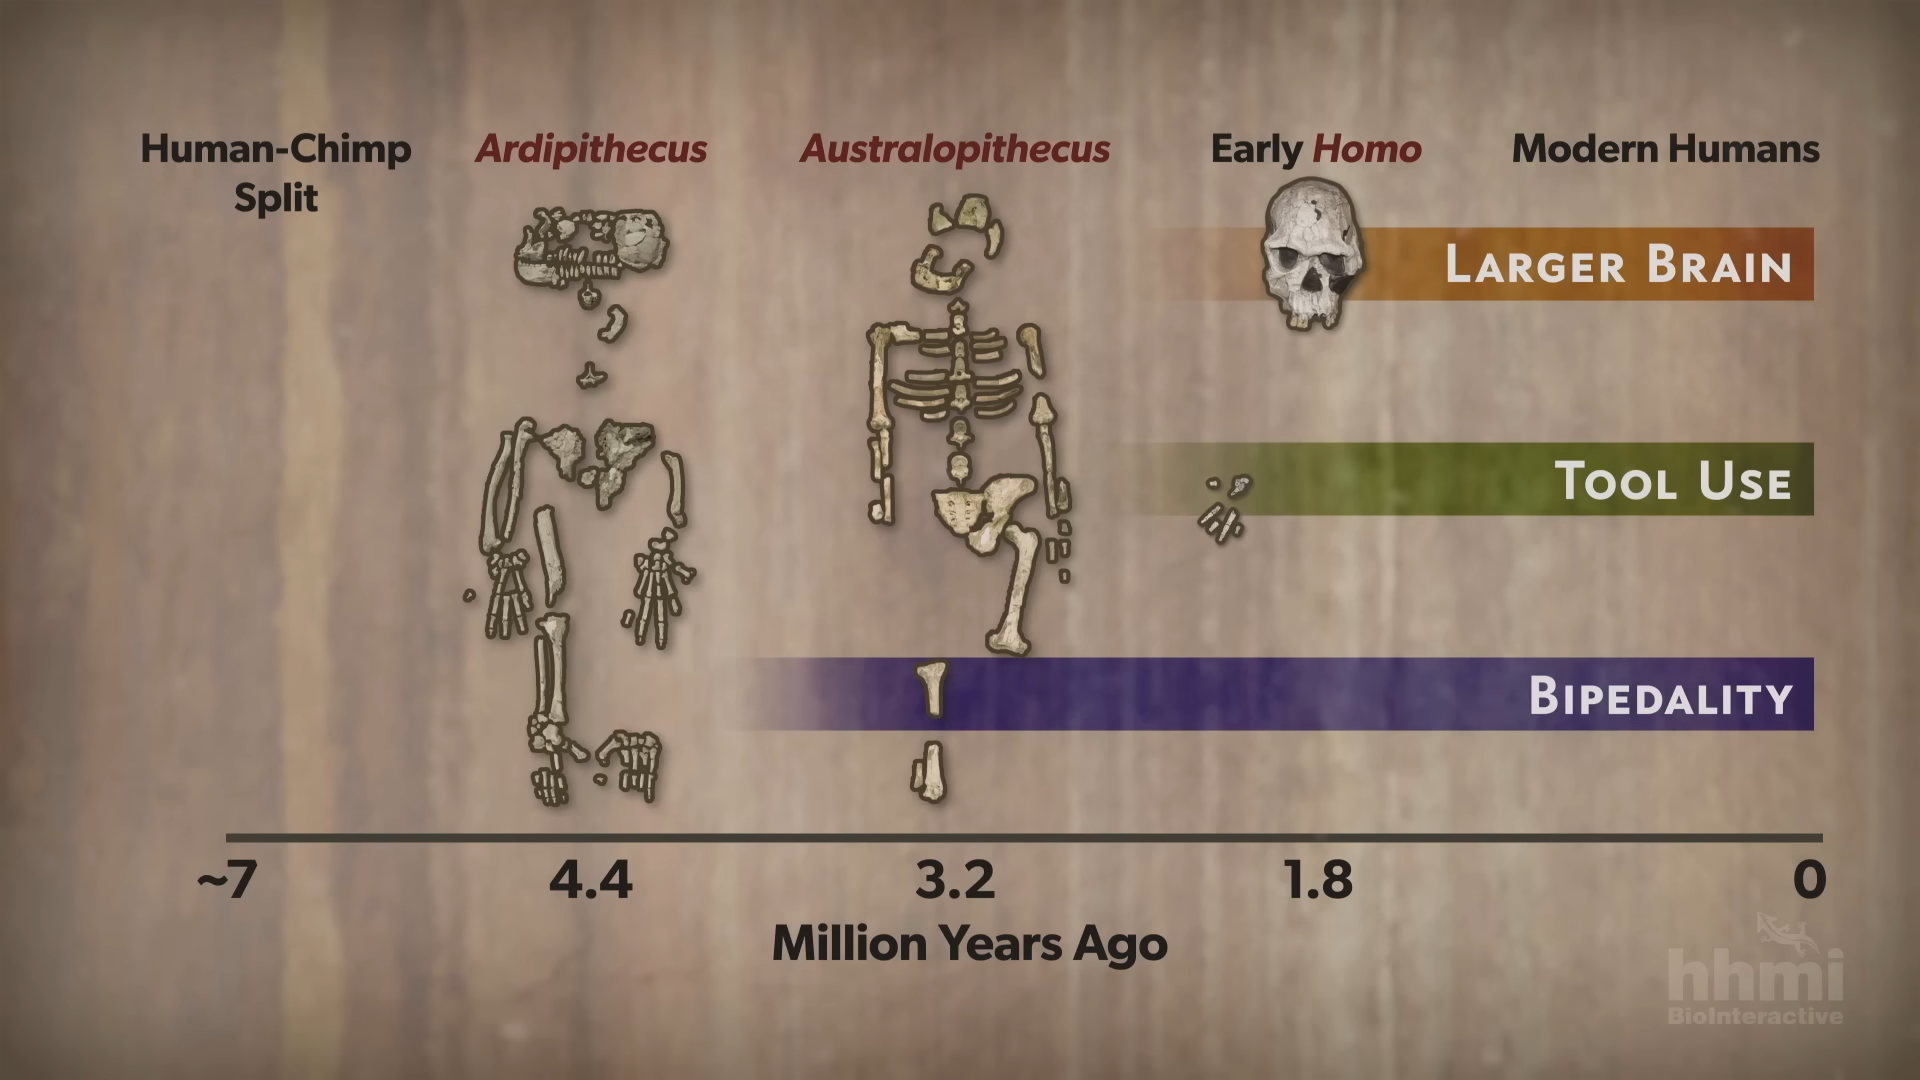 Human-Chimp
Split
Ardipithecus
Australopithecus
Early Homo
Modern Humans
LARGER BRAIN
TOOL USE
BIPEDALITY
~7
4.4
3.2
1.8
0
Million Years Ago
hhmi
BioInteractive